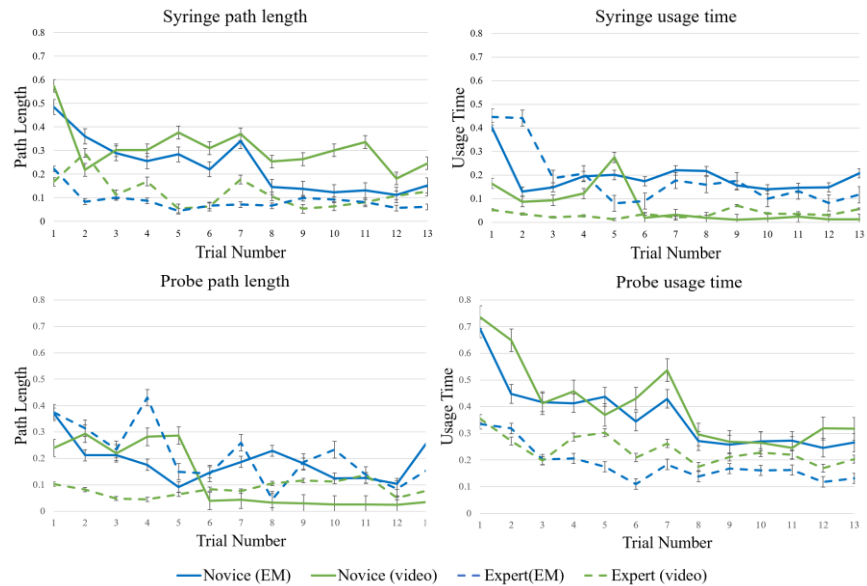 Syringe path length
Syringe usage time
0.8
0.7
0.6
0.5
0.4
0.3
0.2
0.1
0
Path Length
1 2 3 4 5 6 7 8 9 10 11 12 13
Trial Number
0.8
0.7
0.6
0.5
0.4
0.3
0.2
0.1
0
Usage Time
1 2 3 4 5 6 7 8 9 10 11 12 13
Trial Number
Probe path length
Probe usage time
0.8
0.7
0.6
0.5
0.4
0.3
0.2
0.1
0
Path Length
1 2 3 4 5 6 7 8 9 10 11 12 1
Trial Number
0.8
0.7
0.6
0.5
0.4
0.3
0.2
0.1
0
Usage Time
1 2 3 4 5 6 7 8 9 10 11 12 13
Trial Number
Novice (EM) Novice (video) Expert(EM) Expert (video)